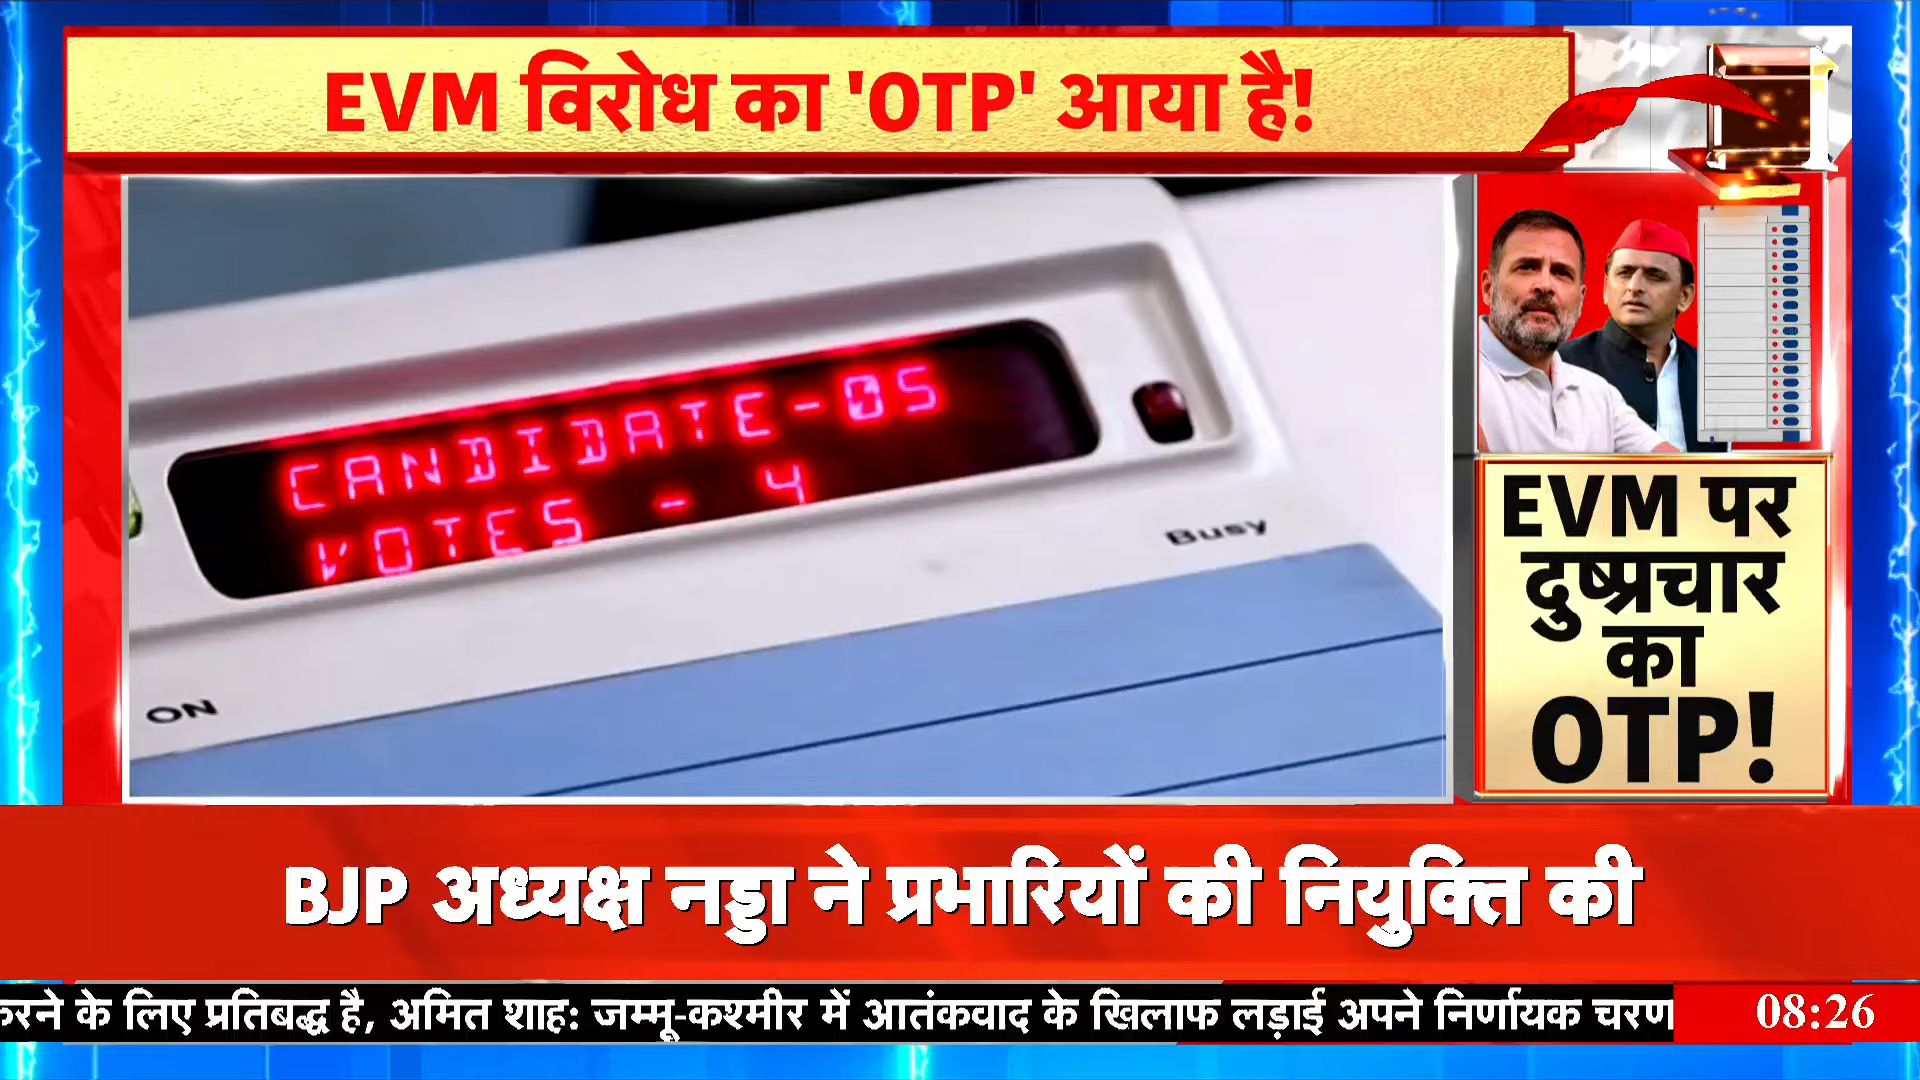 EVM विरोध का 'OTP' आया है!
CANDIDATE-05
VOTES - 4
Busy
ON
EVM पर
दुष्प्रचार
का
OTP!
BJP अध्यक्ष नड्डा ने प्रभारियों की नियुक्ति की
करने के लिए प्रतिबद्ध है, अमित शाह: जम्मू-कश्मीर में आतंकवाद के खिलाफ लड़ाई अपने निर्णायक चरण
08:26